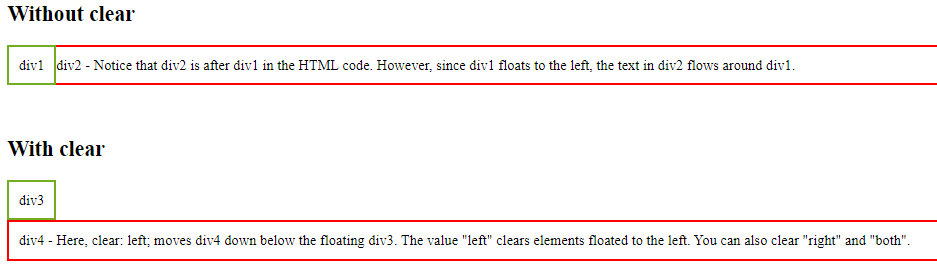 Without clear
div1 div2 - Notice that div2 is after div1 in the HTML code. However, since div1 floats to the left, the text in div2 flows around div1.
With clear
div3
div4 - Here, clear: left; moves div4 down below the floating div3. The value "left" clears elements floated to the left. You can also clear "right" and "both".